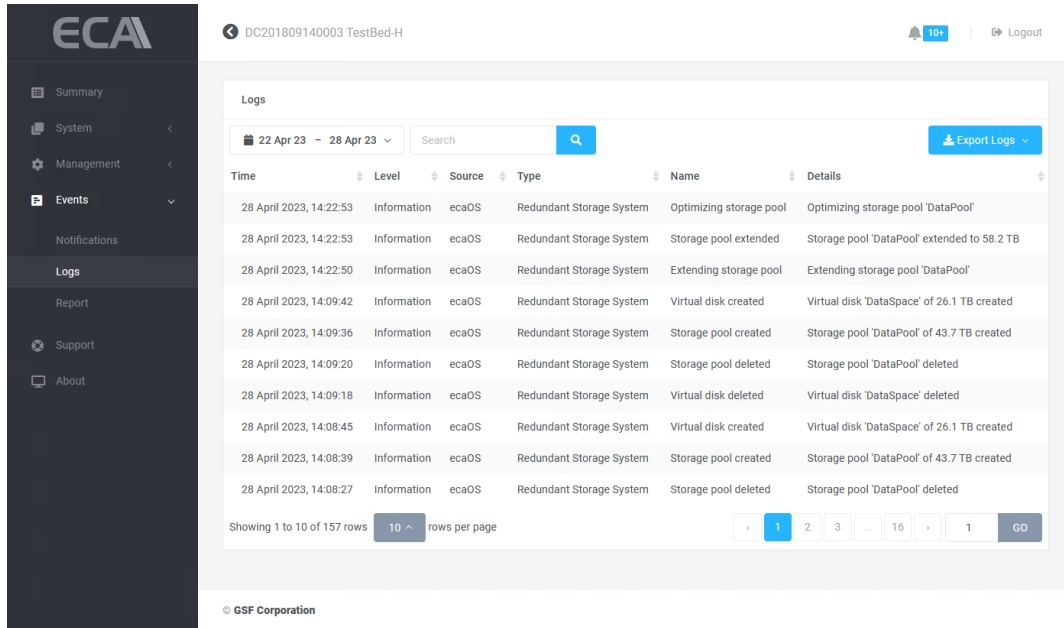 ECA
DC201809140003 TestBed-H
10+
Logout
Summary
System
Management
Events
Notifications
Logs
Report
Support
About
Logs
22 Apr 23 – 28 Apr 23
Search
Export Logs
Time Level Source Type Name Details
28 April 2023, 14:22:53 Information ecaOS Redundant Storage System Optimizing storage pool Optimizing storage pool 'DataPool'
28 April 2023, 14:22:53 Information ecaOS Redundant Storage System Storage pool extended Storage pool 'DataPool' extended to 58.2 TB
28 April 2023, 14:22:50 Information ecaOS Redundant Storage System Extending storage pool Extending storage pool 'DataPool'
28 April 2023, 14:09:42 Information ecaOS Redundant Storage System Virtual disk created Virtual disk 'DataSpace' of 26.1 TB created
28 April 2023, 14:09:36 Information ecaOS Redundant Storage System Storage pool created Storage pool 'DataPool' of 43.7 TB created
28 April 2023, 14:09:20 Information ecaOS Redundant Storage System Storage pool deleted Storage pool 'DataPool' deleted
28 April 2023, 14:09:18 Information ecaOS Redundant Storage System Virtual disk deleted Virtual disk 'DataSpace' deleted
28 April 2023, 14:08:45 Information ecaOS Redundant Storage System Virtual disk created Virtual disk 'DataSpace' of 26.1 TB created
28 April 2023, 14:08:39 Information ecaOS Redundant Storage System Storage pool created Storage pool 'DataPool' of 43.7 TB created
28 April 2023, 14:08:27 Information ecaOS Redundant Storage System Storage pool deleted Storage pool 'DataPool' deleted
Showing 1 to 10 of 157 rows 10 rows per page
‹ 1 2 3 ... 16 › 1 GO
© GSF Corporation